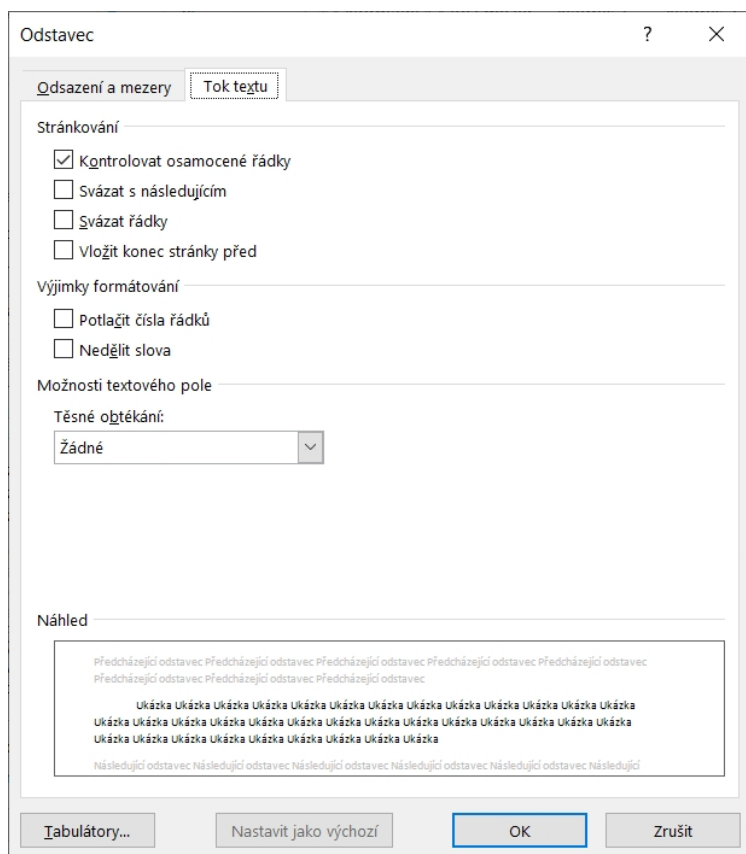 Odstavec
Odsazení a mezery
Tok textu
Stránkování
Kontrolovat osamocené řádky
Svázat s následujícím
Svázat řádky
Vložit konec stránky před
Výjimky formátování
Potlačit čísla řádků
Nedělit slova
Možnosti textového pole
Těsné obtékání:
Žádné
Náhled
Předcházející odstavec Předcházející odstavec Předcházející odstavec Předcházející odstavec Předcházející odstavec
Předcházející odstavec Předcházející odstavec Předcházející odstavec
Ukázka Ukázka Ukázka Ukázka Ukázka Ukázka Ukázka Ukázka Ukázka Ukázka Ukázka Ukázka Ukázka
Ukázka Ukázka Ukázka Ukázka Ukázka Ukázka Ukázka Ukázka Ukázka Ukázka Ukázka Ukázka Ukázka Ukázka
Ukázka Ukázka Ukázka Ukázka Ukázka Ukázka Ukázka Ukázka Ukázka
Následující odstavec Následující odstavec Následující odstavec Následující odstavec Následující odstavec Následující
Tabulátory...
Nastavit jako výchozí
OK
Zrušit